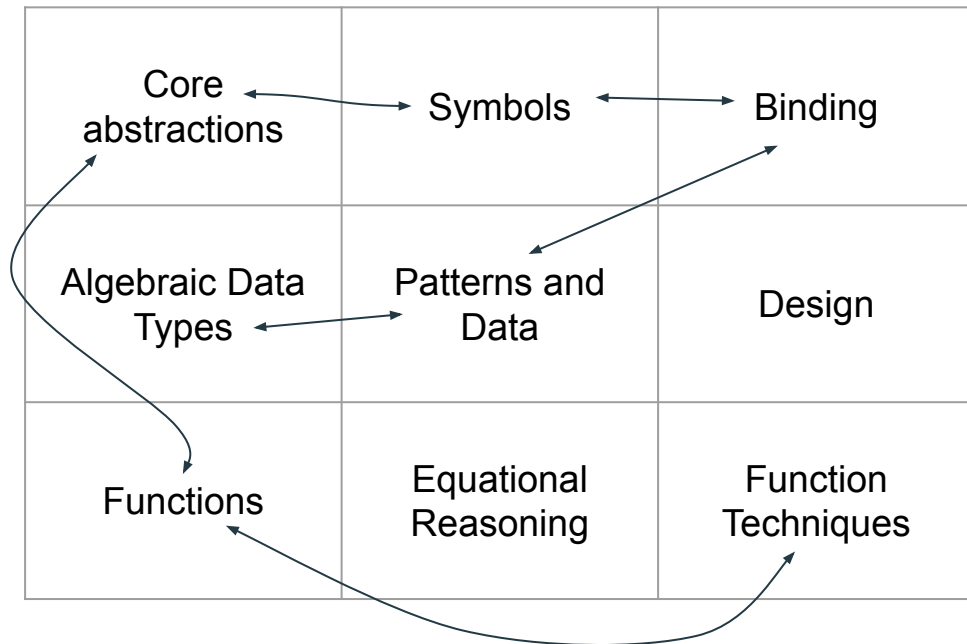 Core
abstractions
Symbols
Binding
Algebraic Data
Types
Patterns and
Data
Design
Functions
Equational
Reasoning
Function
Techniques